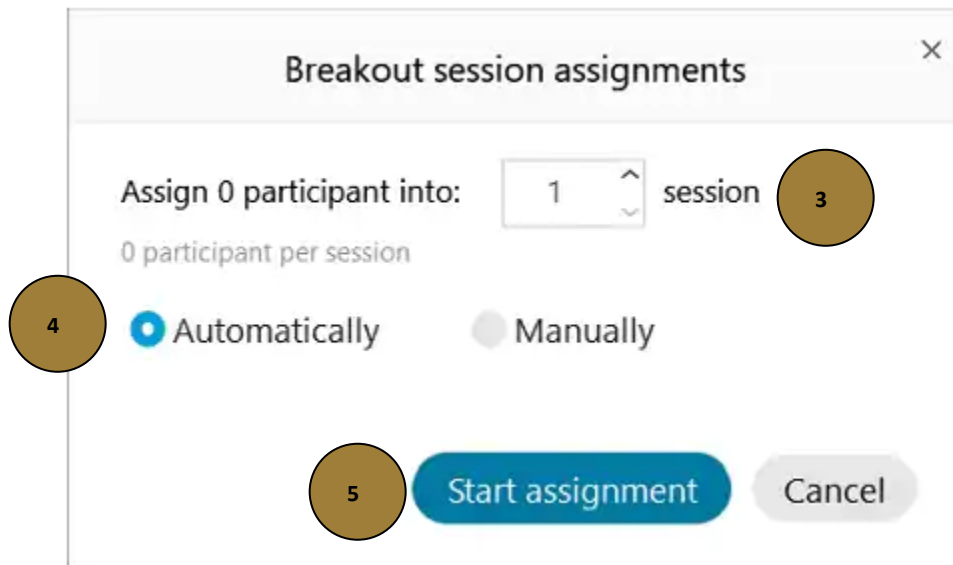 Breakout session assignments
Assign 0 participant into: 1 session 3
0 participant per session
4 Automatically Manually
5 Start assignment Cancel